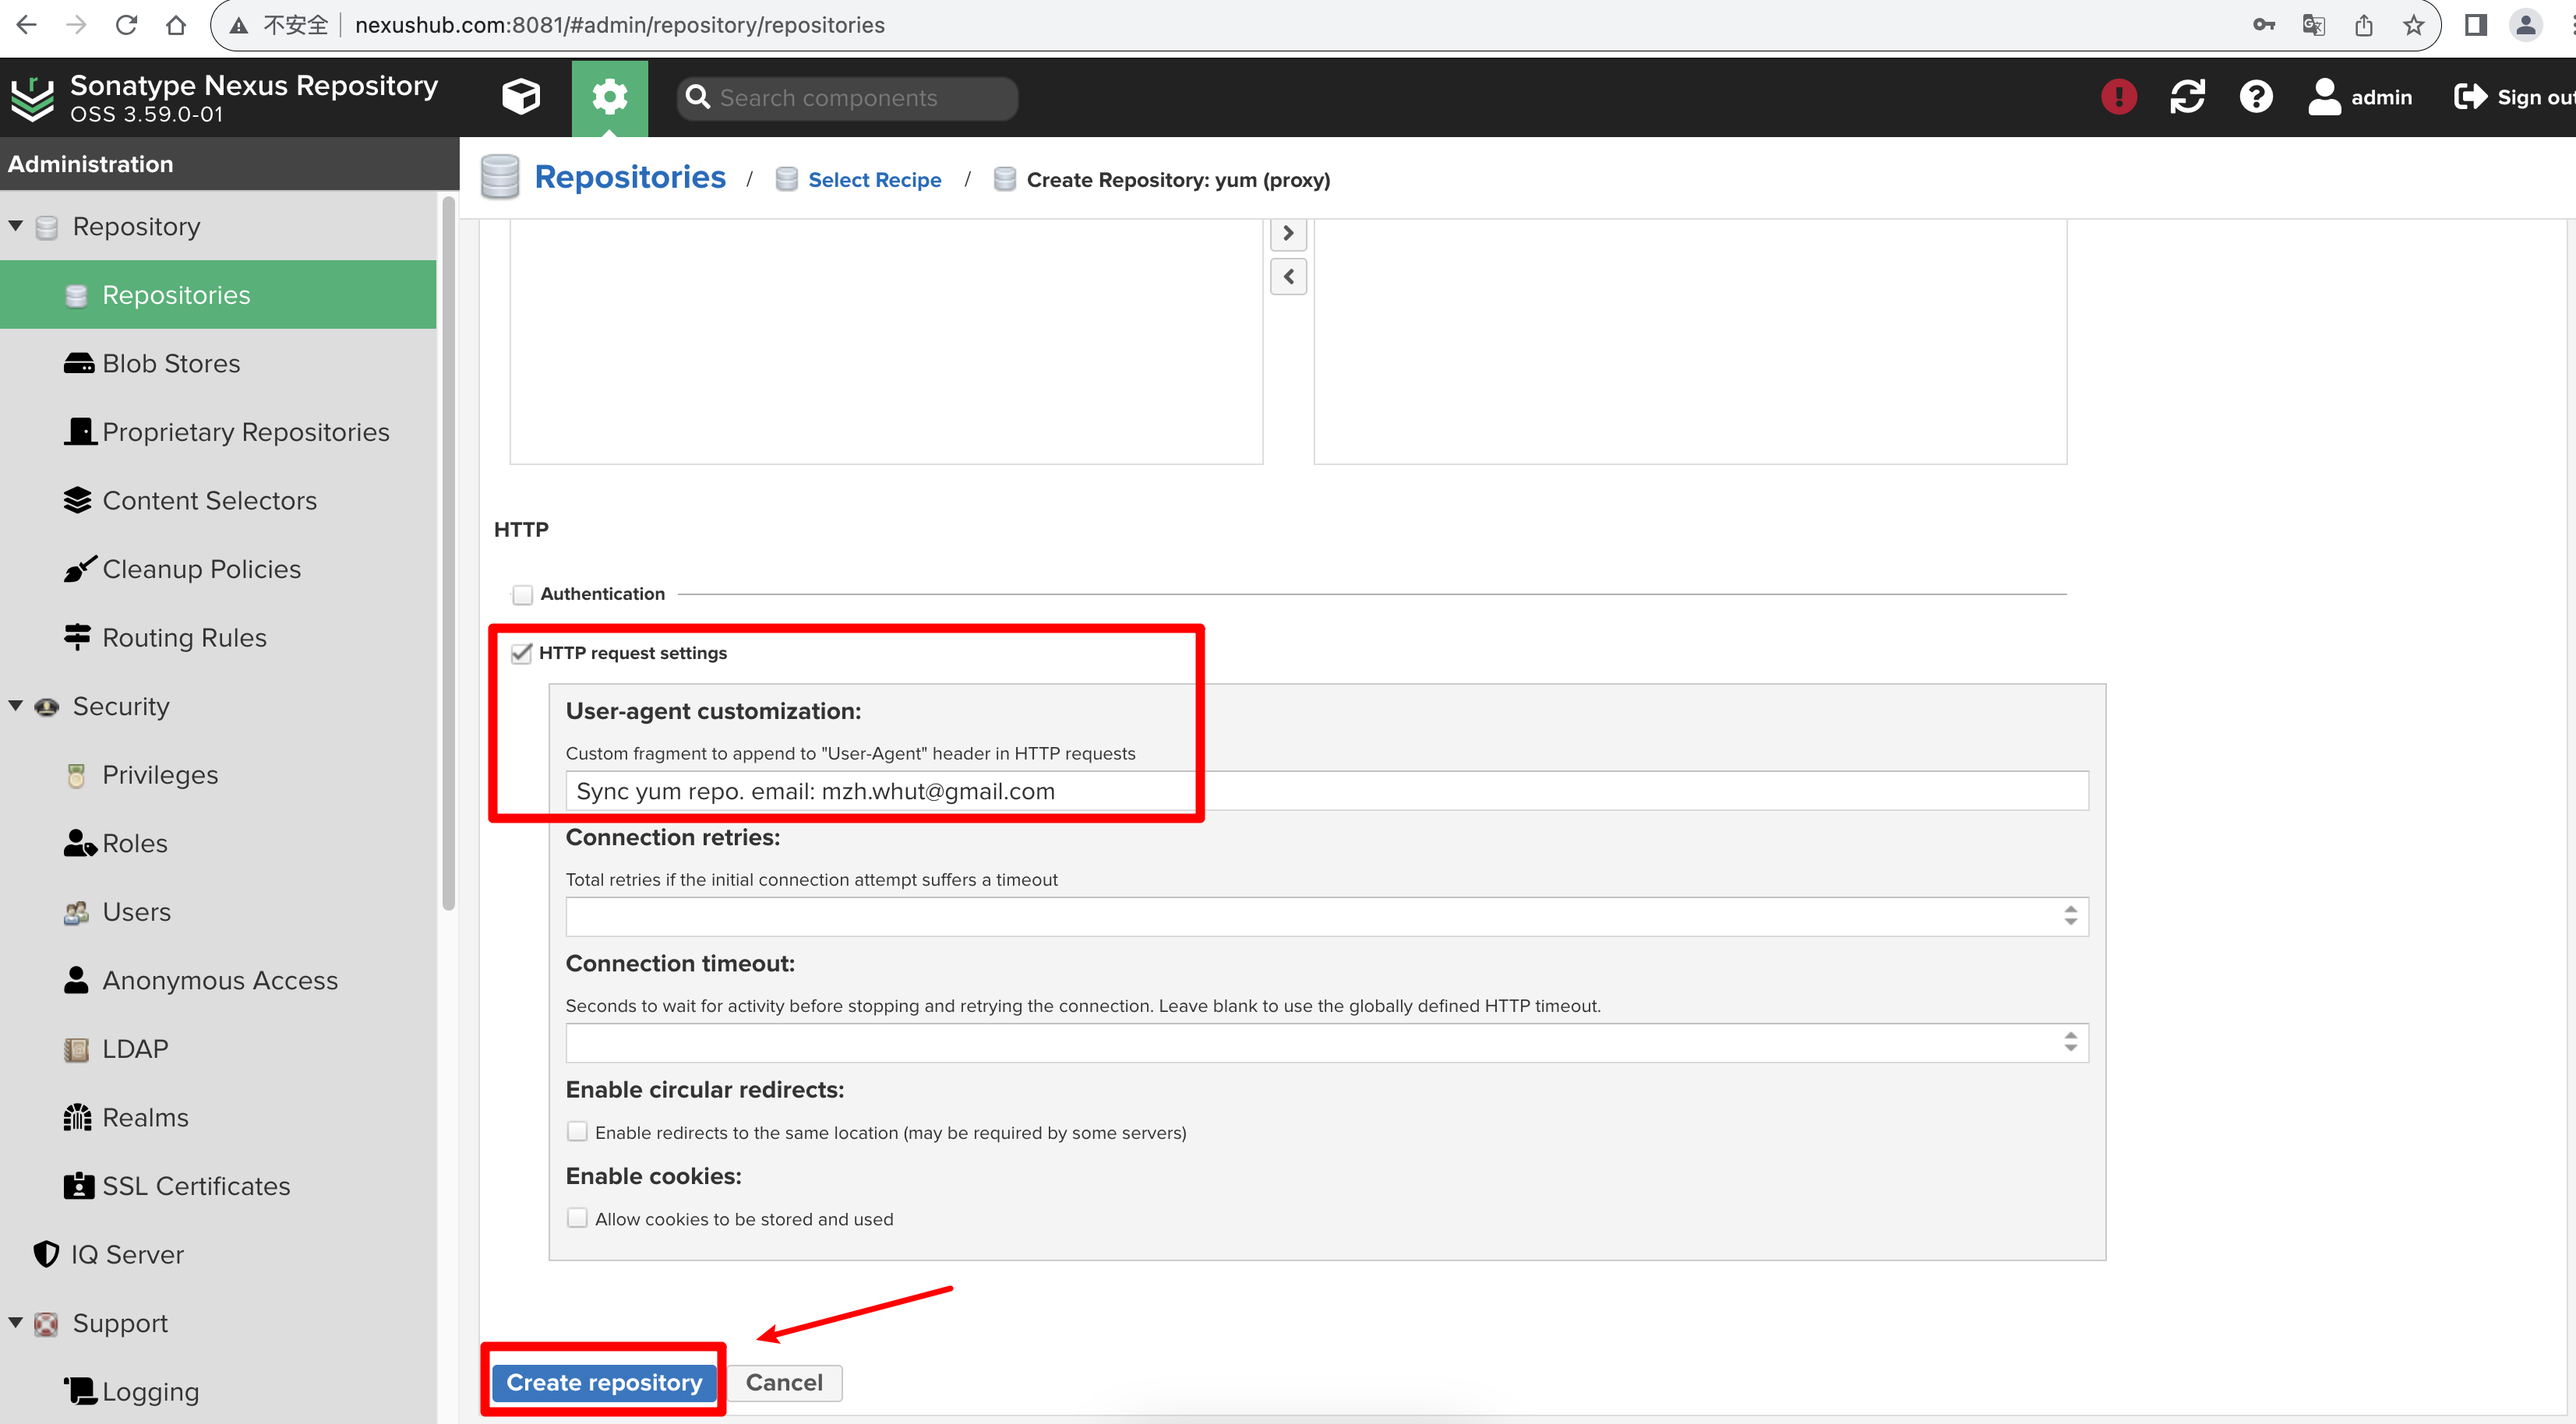 不安全 nexushub.com:8081/#admin/repository/repositories
Sonatype Nexus Repository
OSS 3.59.0-01
Search components
admin
Sign out
Administration
Repositories / Select Recipe / Create Repository: yum (proxy)
Repository
Repositories
Blob Stores
Proprietary Repositories
Content Selectors
Cleanup Policies
Routing Rules
Security
Privileges
Roles
Users
Anonymous Access
LDAP
Realms
SSL Certificates
IQ Server
Support
Logging
HTTP
Authentication
HTTP request settings
User-agent customization:
Custom fragment to append to "User-Agent" header in HTTP requests
Sync yum repo. email: mzh.whut@gmail.com
Connection retries:
Total retries if the initial connection attempt suffers a timeout
Connection timeout:
Seconds to wait for activity before stopping and retrying the connection. Leave blank to use the globally defined HTTP timeout.
Enable circular redirects:
Enable redirects to the same location (may be required by some servers)
Enable cookies:
Allow cookies to be stored and used
Create repository
Cancel